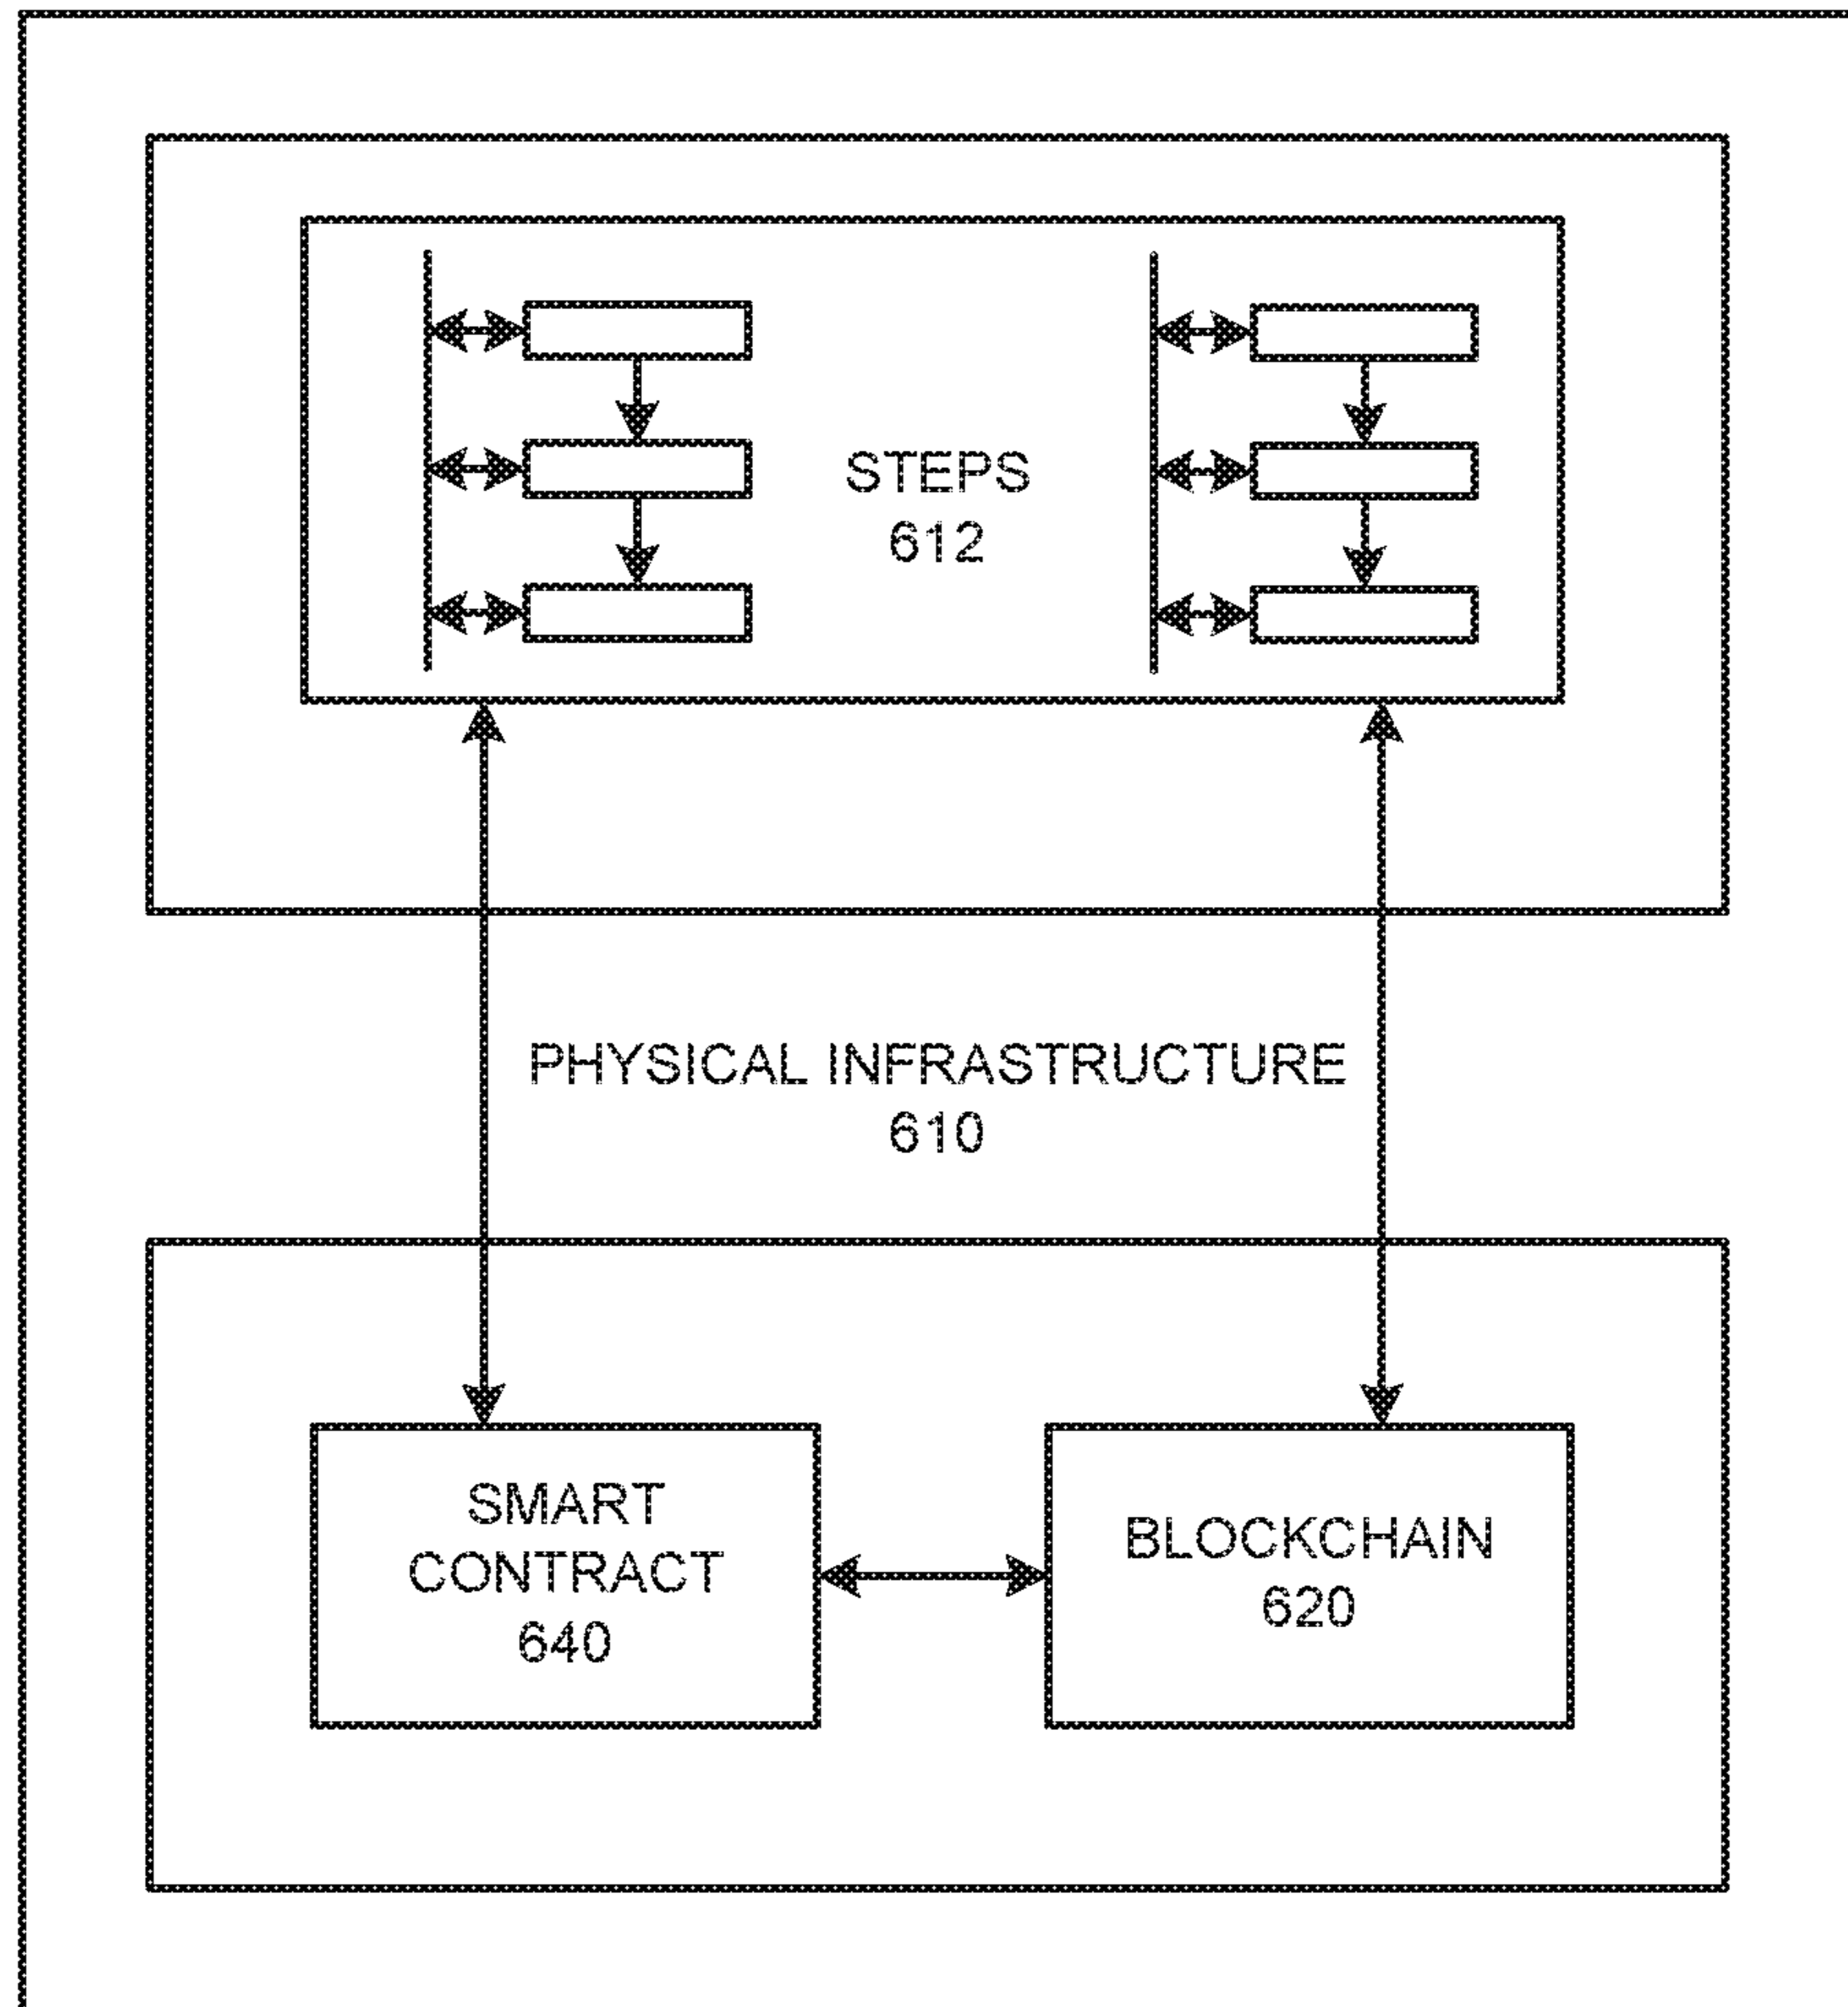 STEPS
612
PHYSICAL INFRASTRUCTURE
610
SMART
CONTRACT
640
BLOCKCHAIN
620